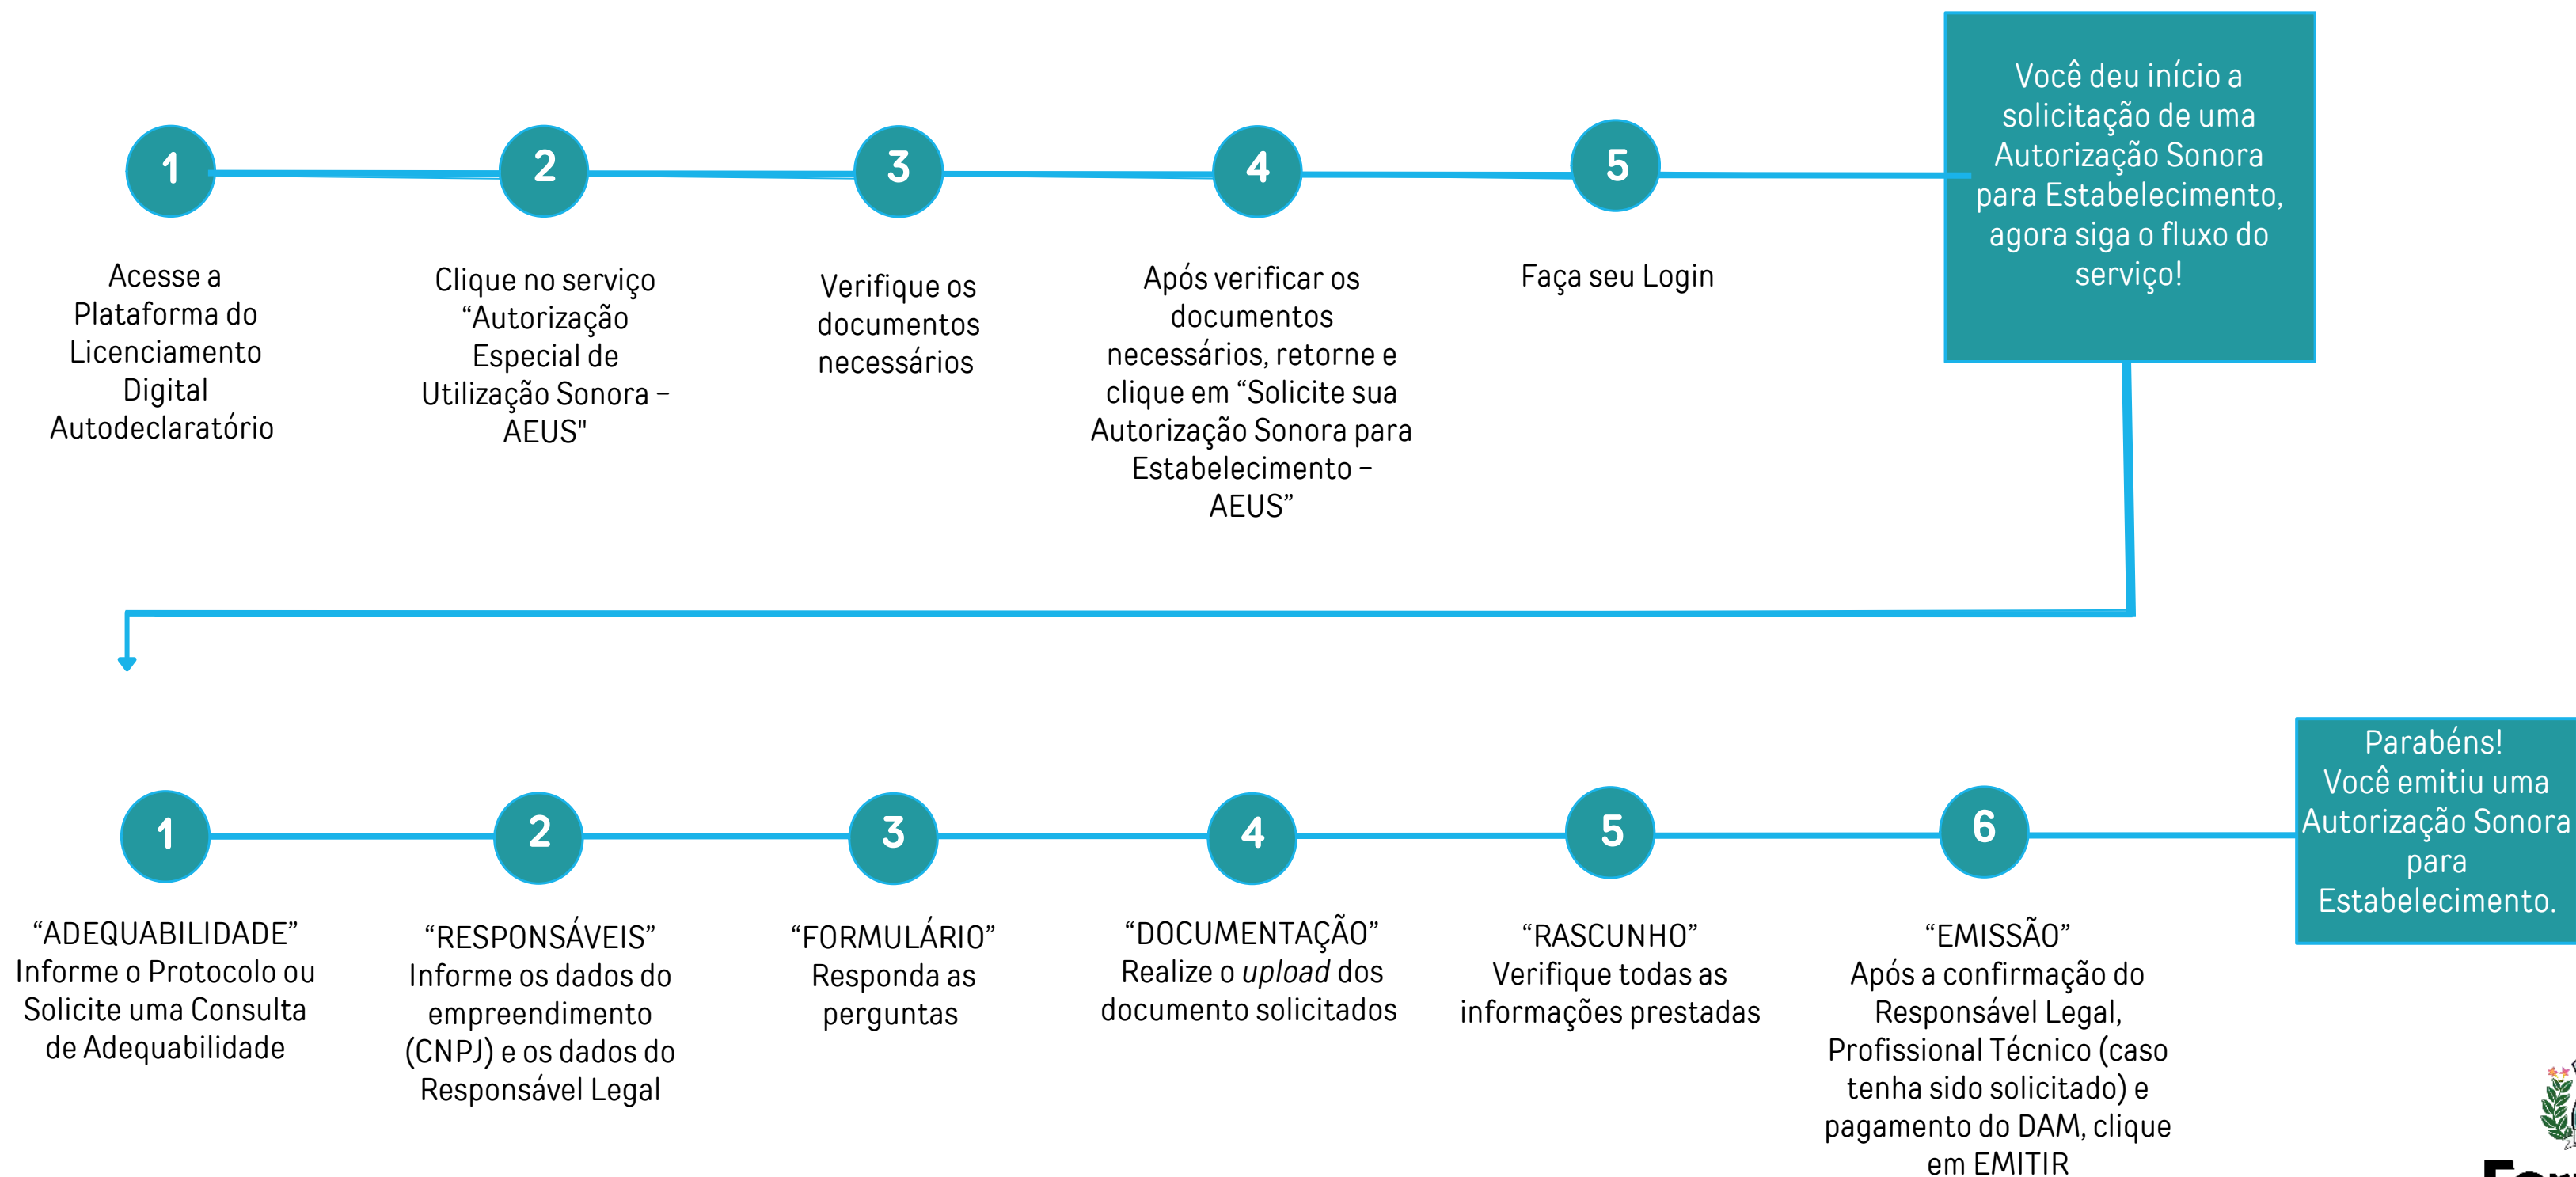 1
2
3
4
5
Acesse a
Plataforma do
Licenciamento
Digital
Autodeclaratório
Clique no serviço
“Autorização
Especial de
Utilização Sora –
AEUS"
Verifique os
documentos
necessários
Após verificar os
documentos
necessários, retorne e
clique em “Solicite sua
Autorização Sonora para
Estabelecimento –
AEUS”
Faça seu Login
Você deu início a
solicitação de uma
Autorização Sonora
para Estabelecimento,
agora siga o fluxo do
serviço!
1
2
3
4
5
6
“ADEQUABILIDADE”
Informe o Protocolo ou
Solicite uma Consulta
de Adequabilidade
“RESPONSÁVEIS”
Informe os dados do
empreendimento
(CNPJ) e os dados do
Responsável Legal
“FORMULÁRIO”
Responda as
perguntas
“DOCUMENTAÇÃO”
Realize o upload dos
documento solicitados
“RASCUNHO”
Verifique todas as
informações prestadas
“EMISSÃO”
Após a confirmação do
Responsável Legal,
Profissional Técnico (caso
tenha sido solicitado) e
pagamento do DAM, clique
em EMITIR
Parabéns!
Você emitiu uma
Autorização Sonora
para
Estabelecimento.